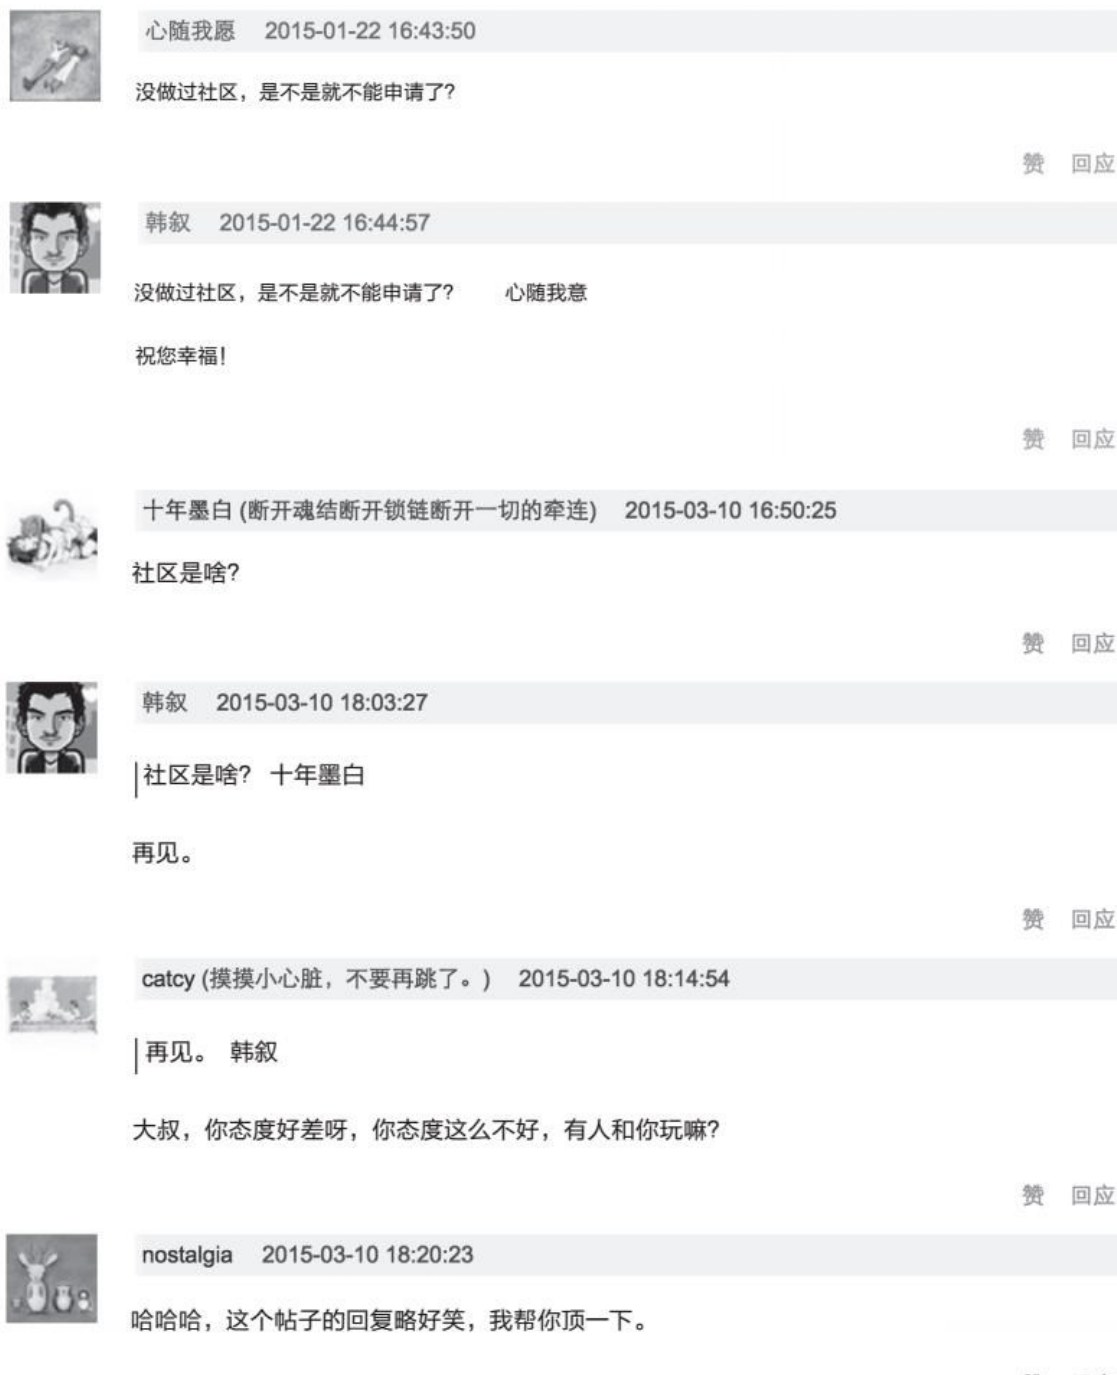 心随我愿 2015-01-22 16:43:50
没做过社区，是不是就不能申请了?
赞 回应
韩叙 2015-01-22 16:44:57
没做过社区，是不是就不能申请了? 心随我意
祝您幸福!
赞 回应
十年墨白 (断开魂结断开锁链断开一切的牵连) 2015-03-10 16:50:25
社区是啥?
赞 回应
韩叙 2015-03-10 18:03:27
社区是啥? 十年墨白
再见。
赞 回应
catcy (摸摸小心脏，不要再跳了。) 2015-03-10 18:14:54
再见。 韩叙
大叔，你态度好差呀，你态度这么不好，有人和你玩嘛?
赞 回应
nostalgia 2015-03-10 18:20:23
哈哈哈，这个帖子的回复略好笑，我帮你顶一下。